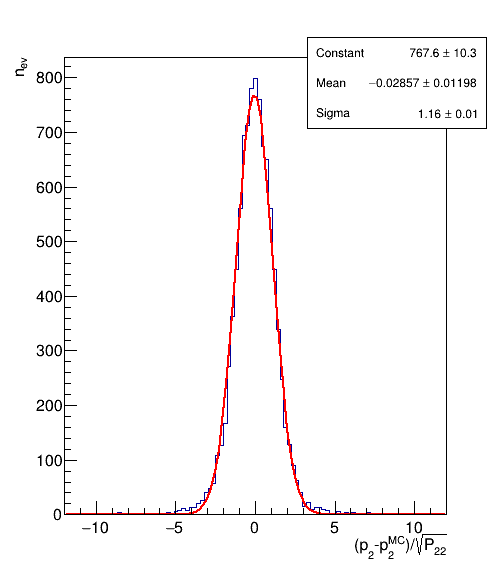 Constant 767.6 ± 10.3
Mean −0.02857 ± 0.01198
Sigma 1.16 ± 0.01
n_ev
800
700
600
500
400
300
200
100
0
−10 −5 0 5 10
(p_2-p_2^MC)/√P_22